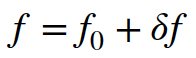 f = f₀ + δf